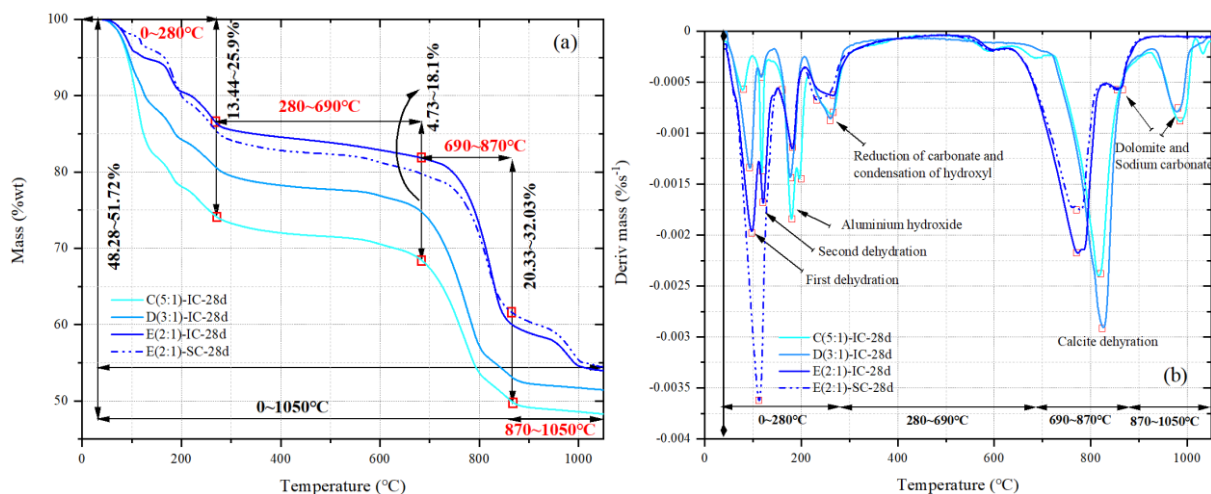 100
90
80
70
60
50
0
200
400
600
800
1000
Mass (%wt)
Temperature (℃)
(a)
0~280℃
13.44~25.9%
280~690℃
4.73~18.1%
690~870℃
20.33~32.03%
48.28~51.72%
C(5:1)-IC-28d
D(3:1)-IC-28d
E(2:1)-IC-28d
E(2:1)-SC-28d
0~1050℃
870~1050℃
0
-0.0005
-0.001
-0.0015
-0.002
-0.0025
-0.003
-0.0035
-0.004
0
200
400
600
800
1000
Deriv mass (%s⁻¹)
Temperature (℃)
Reduction of carbonate and
condensation of hydroxyl
Dolomite and
Sodium carbonate
Aluminium hydroxide
Second dehydration
First dehydration
Calcite dehyration
C(5:1)-IC-28d
D(3:1)-IC-28d
E(2:1)-IC-28d
E(2:1)-SC-28d
(b)
0~280℃
280~690℃
690~870℃
870~1050℃